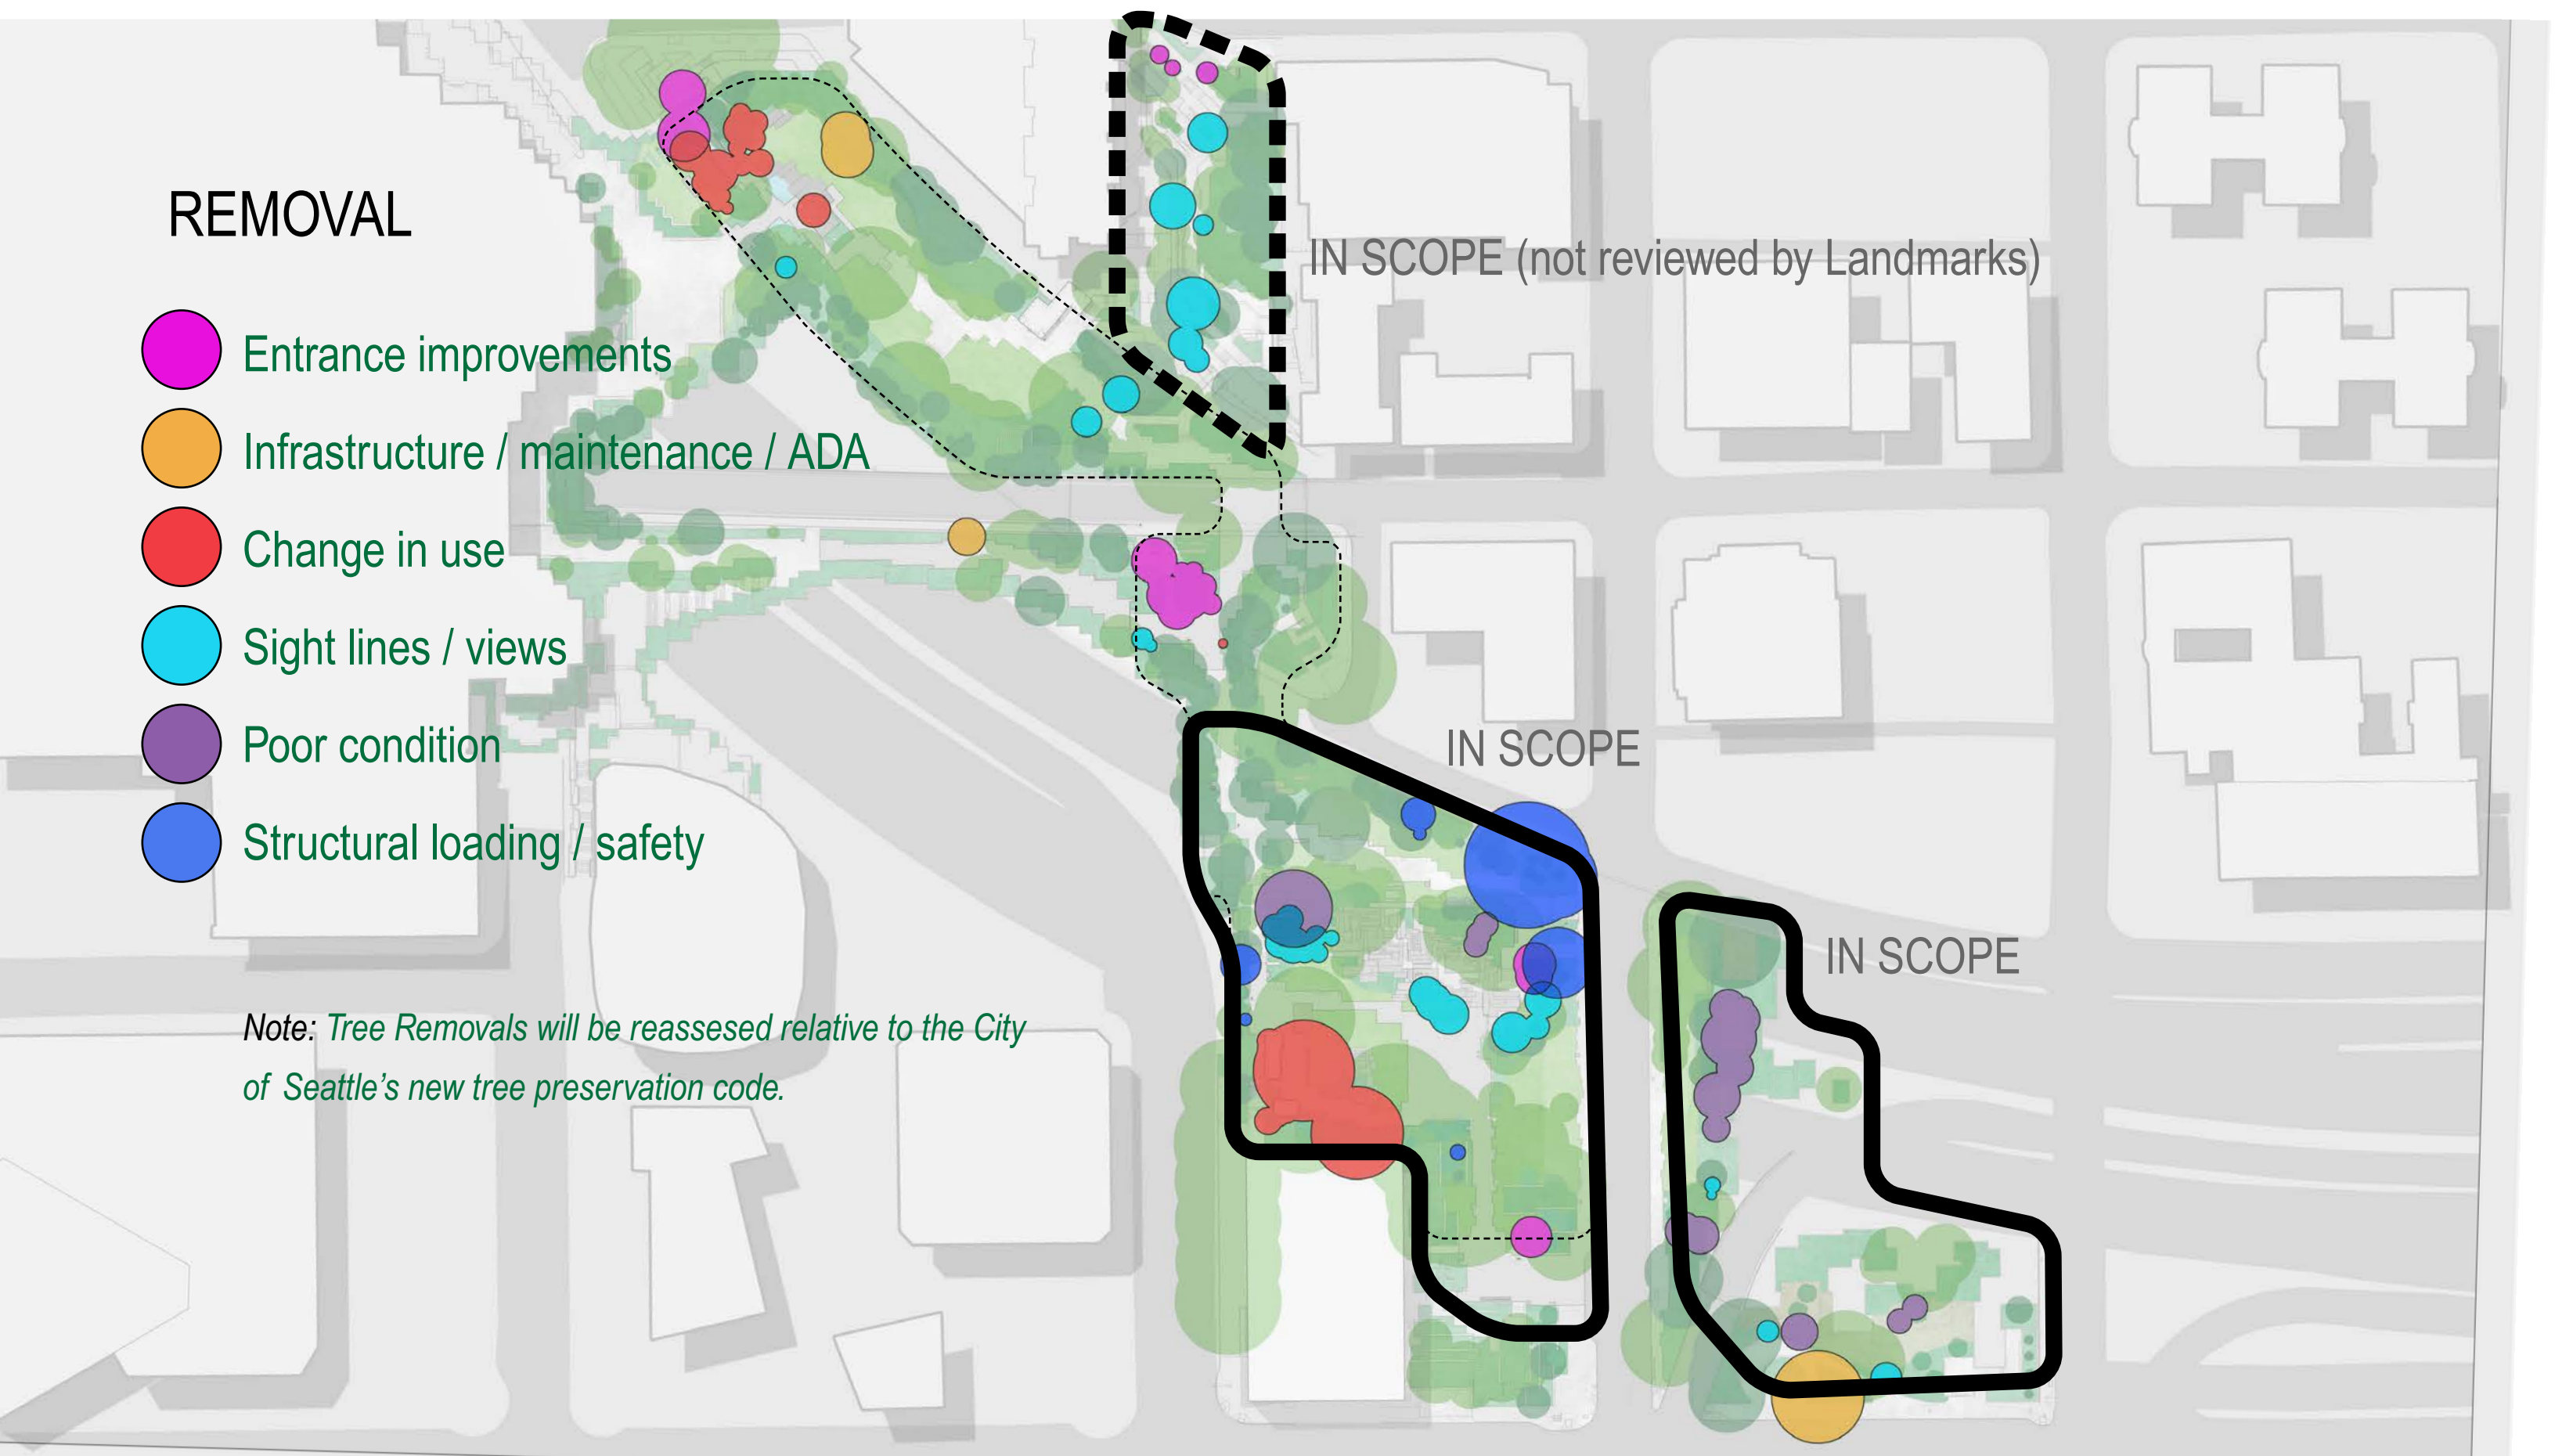 REMOVAL
IN SCOPE (not reviewed by Landmarks)
Entrance improvements
Infrastructure / maintenance / ADA
Change in use
Sight lines / views
Poor condition
IN SCOPE
Structural loading / safety
IN SCOPE
Note: Tree Removals will be reassesed relative to the City
of Seattle’s new tree preservation code.